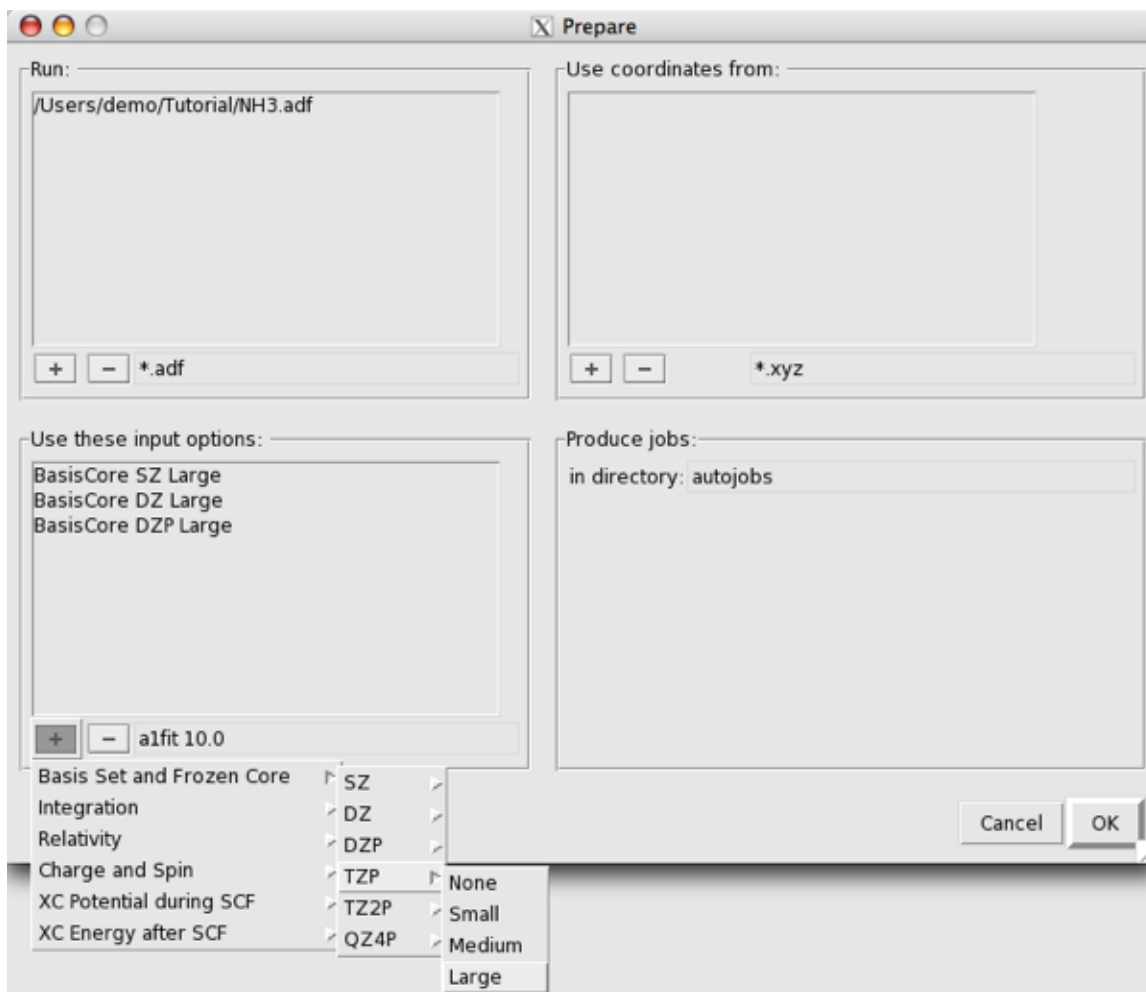 X Prepare
Run:
/Users/demo/Tutorial/NH3.adf
+ - *.adf
Use coordinates from:
+ - *.xyz
Use these input options:
BasisCore SZ Large
BasisCore DZ Large
BasisCore DZP Large
+ - a1fit 10.0
Produce jobs:
in directory: autojobs
Basis Set and Frozen Core
Integration
Relativity
Charge and Spin
XC Potential during SCF
XC Energy after SCF
SZ
DZ
DZP
TZP
TZ2P
QZ4P
None
Small
Medium
Large
Cancel OK